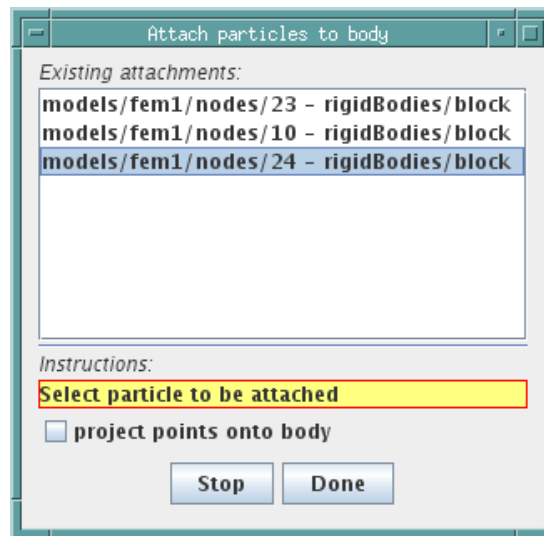 Attach particles to body
Existing attachments:
models/fem1/nodes/23 - rigidBodies/block
models/fem1/nodes/10 - rigidBodies/block
models/fem1/nodes/24 - rigidBodies/block
Instructions:
Select particle to be attached
project points onto body
Stop Done